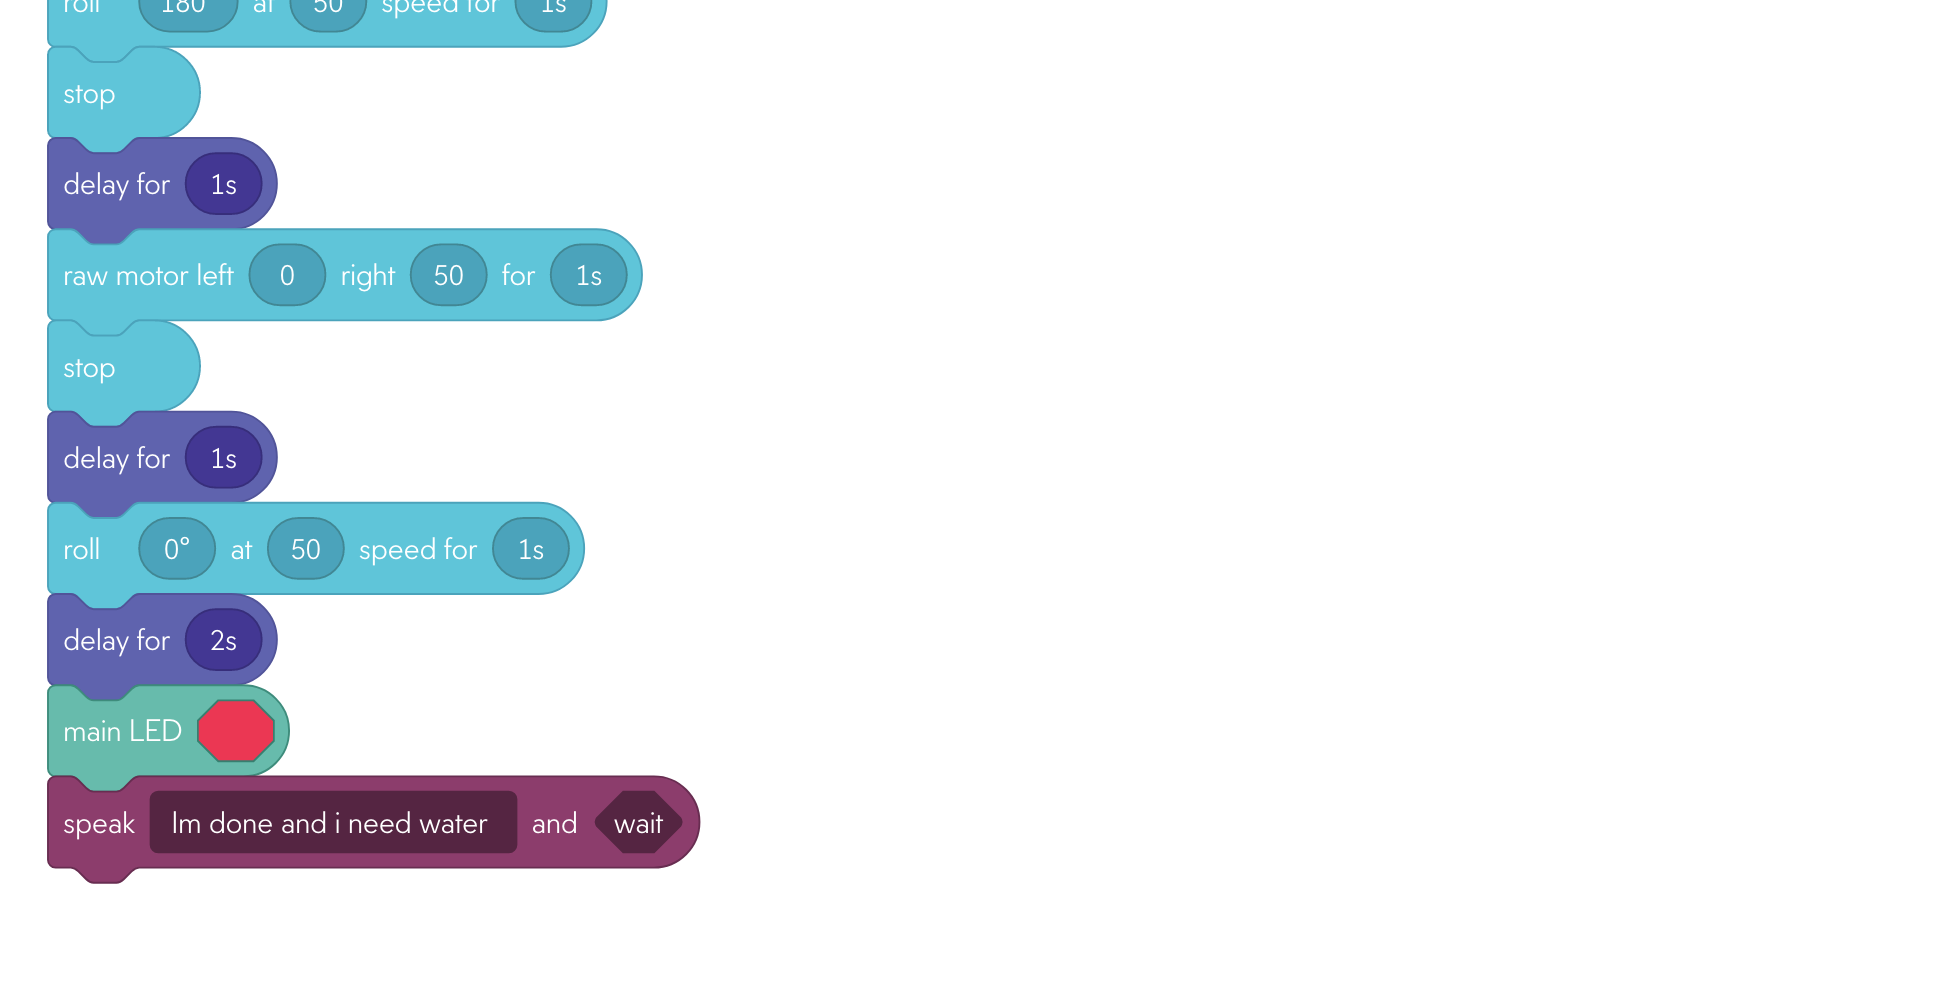 roll 180° at 50 speed for 1s
stop
delay for 1s
raw motor left 0 right 50 for 1s
stop
delay for 1s
roll 0° at 50 speed for 1s
delay for 2s
main LED
speak Im done and i need water and wait